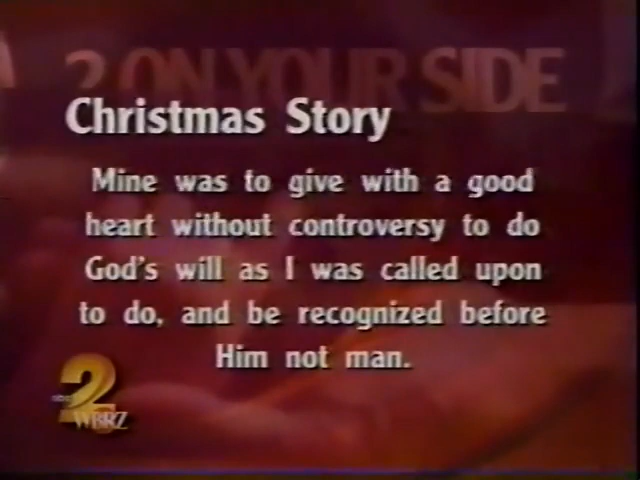 2 ON YOUR SIDE
Christmas Story
Mine was to give with a good
heart without controversy to do
God's will as I was called upon
to do, and be recognized before
Him not man.
abc 2
WBRZ